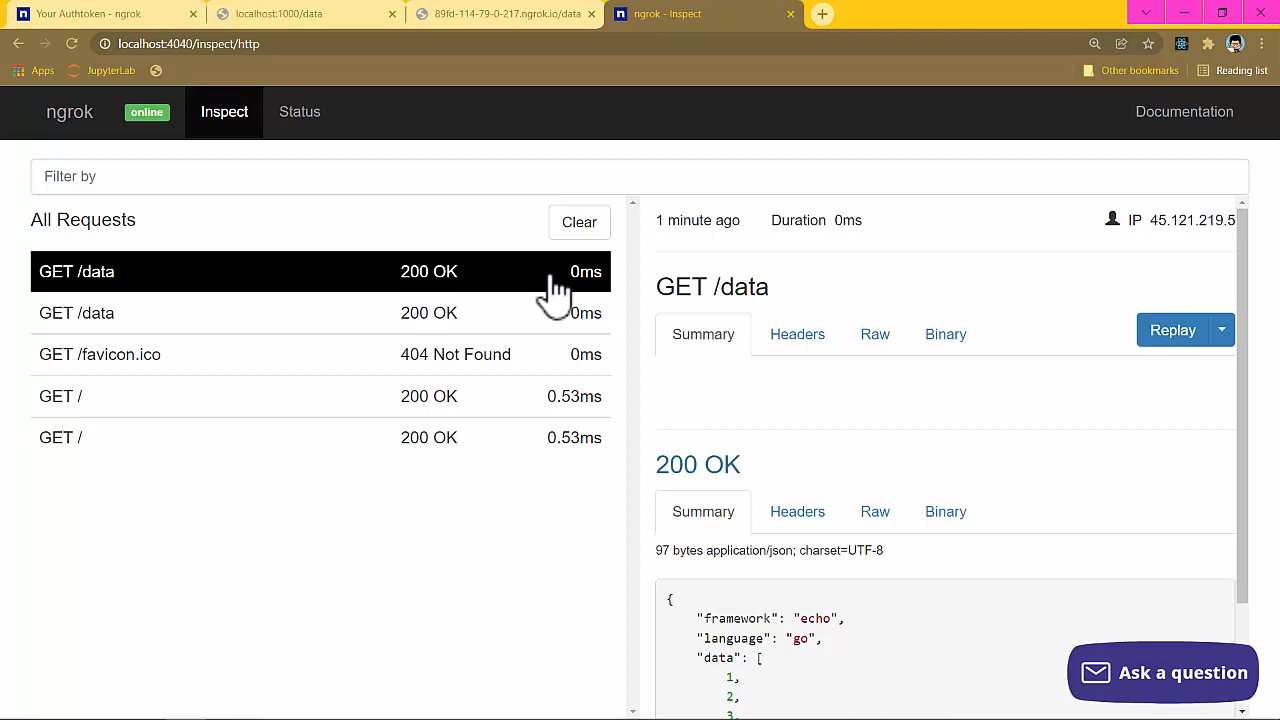 Your Authtoken - ngrok
localhost:1000/data
89fd-114-79-0-217.ngrok.io/data
ngrok - Inspect
localhost:4040/inspect/http
Apps
JupyterLab
Other bookmarks
Reading list
ngrok
online
Inspect
Status
Documentation
Filter by
All Requests
Clear
GET /data 200 OK 0ms
GET /data 200 OK 0ms
GET /favicon.ico 404 Not Found 0ms
GET / 200 OK 0.53ms
GET / 200 OK 0.53ms
1 minute ago Duration 0ms IP 45.121.219.5
GET /data
Summary Headers Raw Binary Replay
200 OK
Summary Headers Raw Binary
97 bytes application/json; charset=UTF-8
{
"framework": "echo",
"language": "go",
"data": [
1,
2,
3,
Ask a question